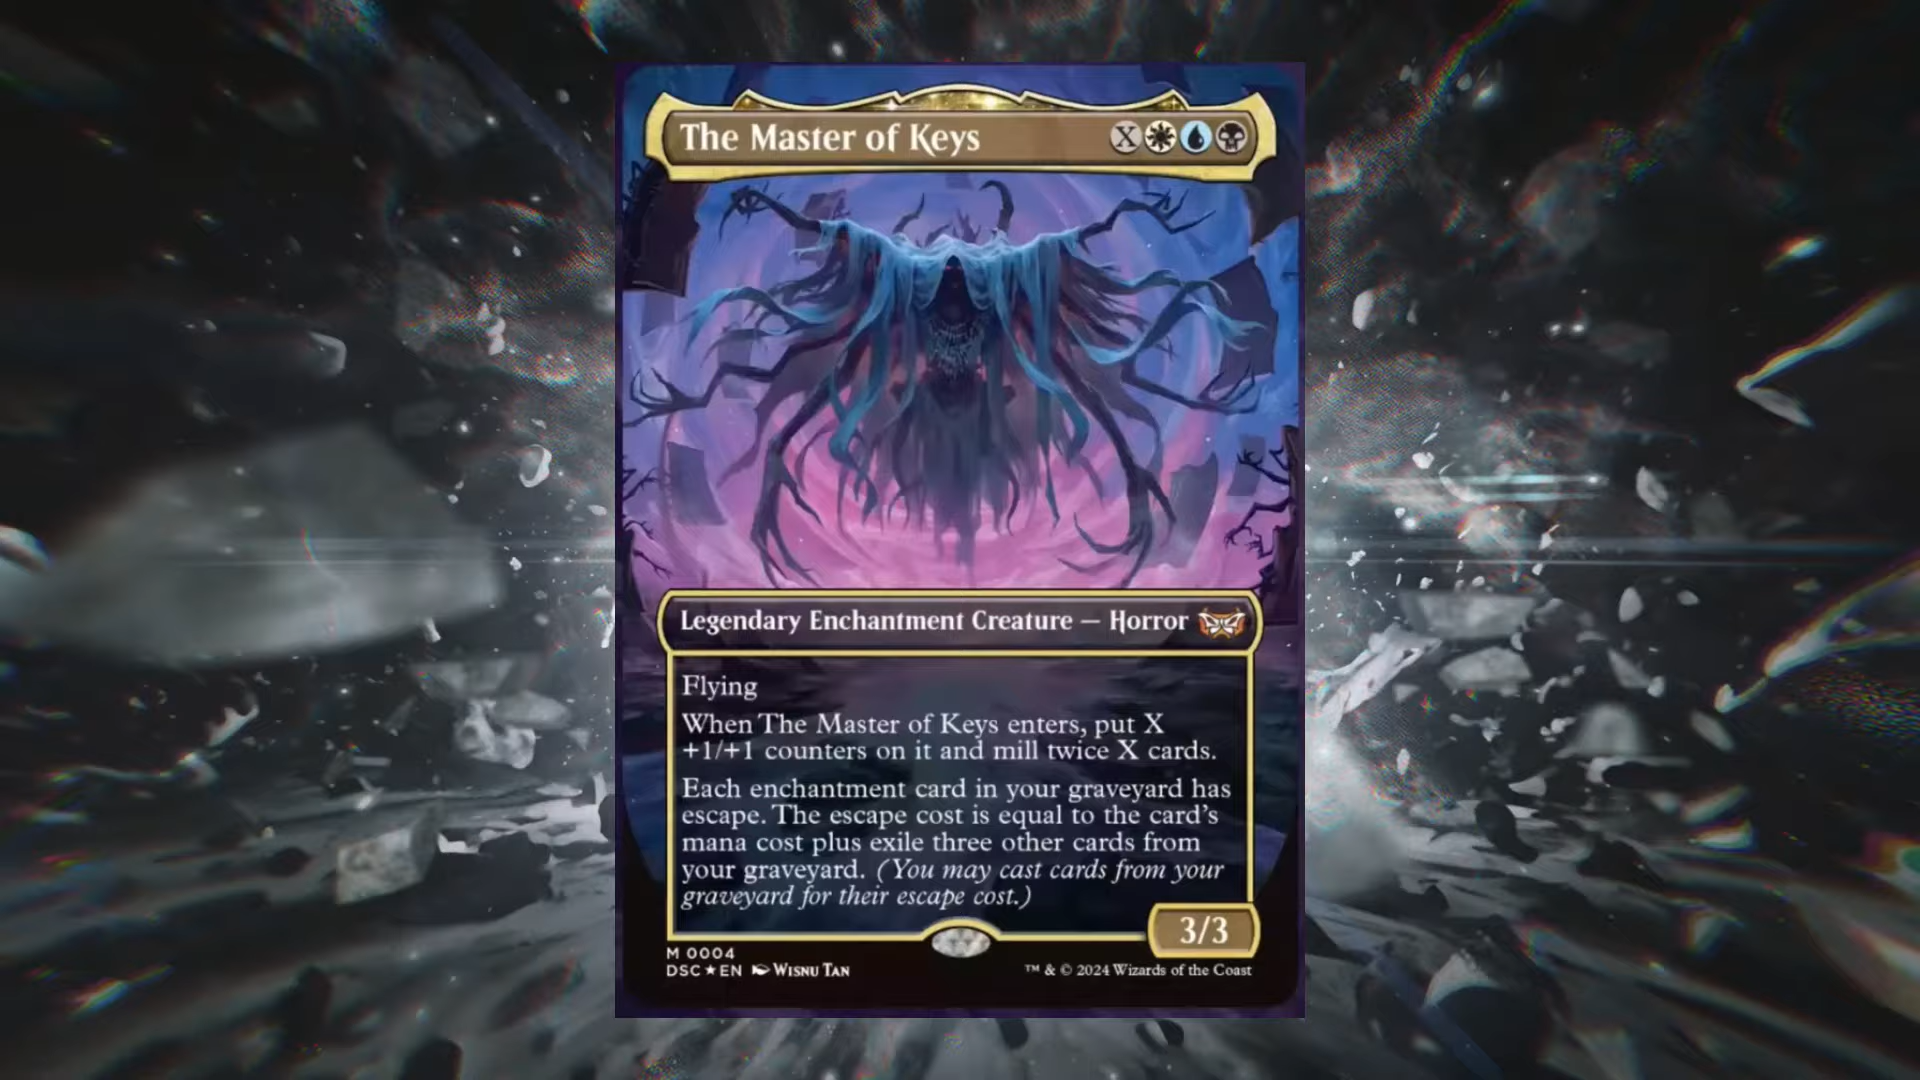 The Master of Keys X
Legendary Enchantment Creature — Horror
Flying
When The Master of Keys enters, put X
+1/+1 counters on it and mill twice X cards.
Each enchantment card in your graveyard has
escape. The escape cost is equal to the card's
mana cost plus exile three other cards from
your graveyard. (You may cast cards from your
graveyard for their escape cost.)
3/3
M 0004
DSC★EN Wisnu Tan
™ & © 2024 Wizards of the Coast